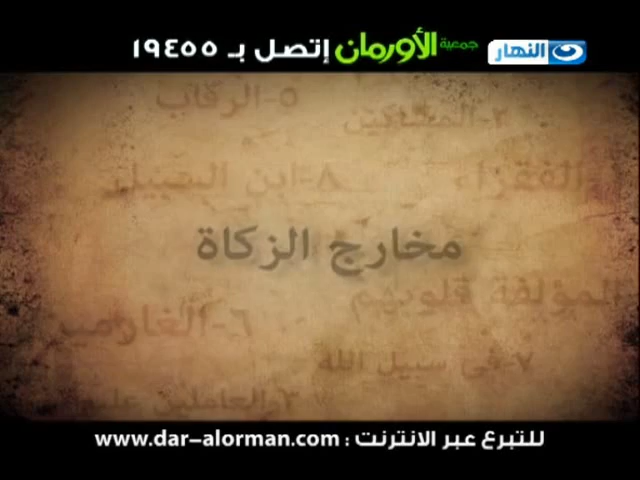 النهار جمعية الأورمان إتصل بـ ١٩٤٥٥
٢-المساكين ٥-الرقاب
الفقراء ٨-ابن السبيل
مخارج الزكاة
المؤلفة قلوبهم
٦-الغارمين
٧-في سبيل الله
٣-العاملين عليها
للتبرع عبر الانترنت : www.dar-alorman.com